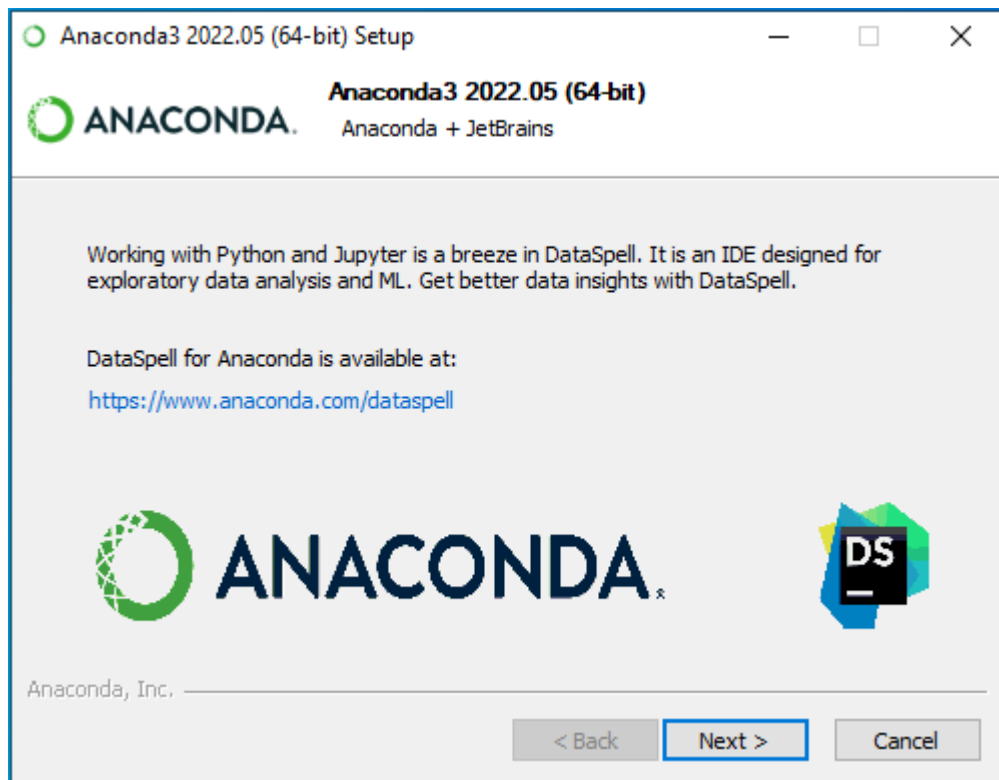 Anaconda3 2022.05 (64-bit) Setup
ANACONDA.
Anaconda3 2022.05 (64-bit)
Anaconda + JetBrains
Working with Python and Jupyter is a breeze in DataSpell. It is an IDE designed for
exploratory data analysis and ML. Get better data insights with DataSpell.
DataSpell for Anaconda is available at:
https://www.anaconda.com/dataspell
ANACONDA.
DS
Anaconda, Inc.
< Back Next > Cancel